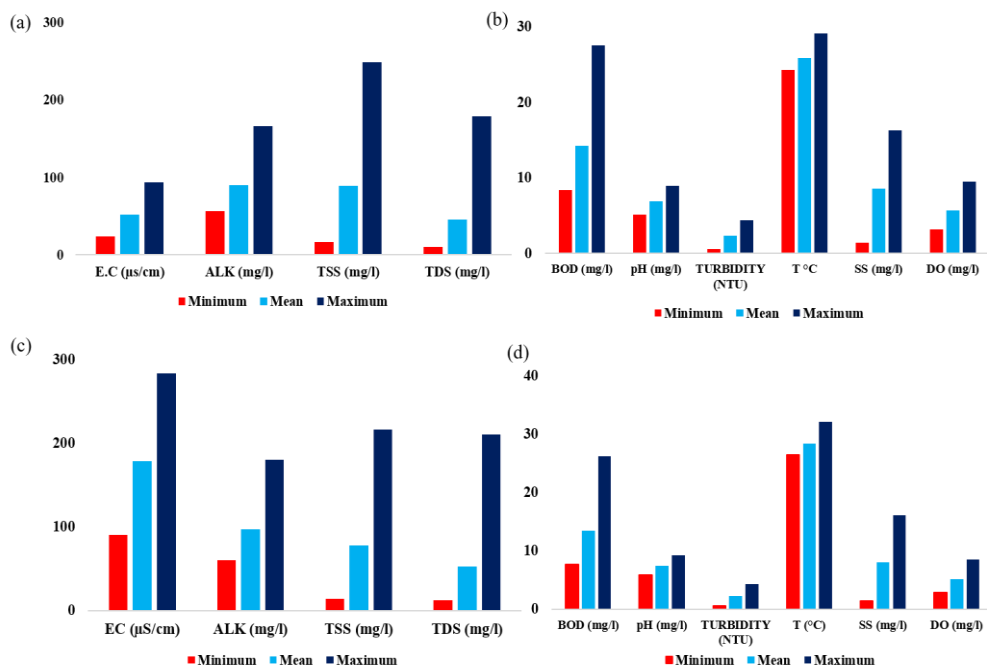 (a)
300
200
100
0
E.C (µs/cm) ALK (mg/l) TSS (mg/l) TDS (mg/l)
Minimum Mean Maximum
(b)
30
20
10
0
BOD (mg/l) pH (mg/l) TURBIDITY (NTU) T °C SS (mg/l) DO (mg/l)
Minimum Mean Maximum
(c)
300
200
100
0
EC (µS/cm) ALK (mg/l) TSS (mg/l) TDS (mg/l)
Minimum Mean Maximum
(d)
40
30
20
10
0
BOD (mg/l) pH (mg/l) TURBIDITY (NTU) T (°C) SS (mg/l) DO (mg/l)
Minimum Mean Maximum